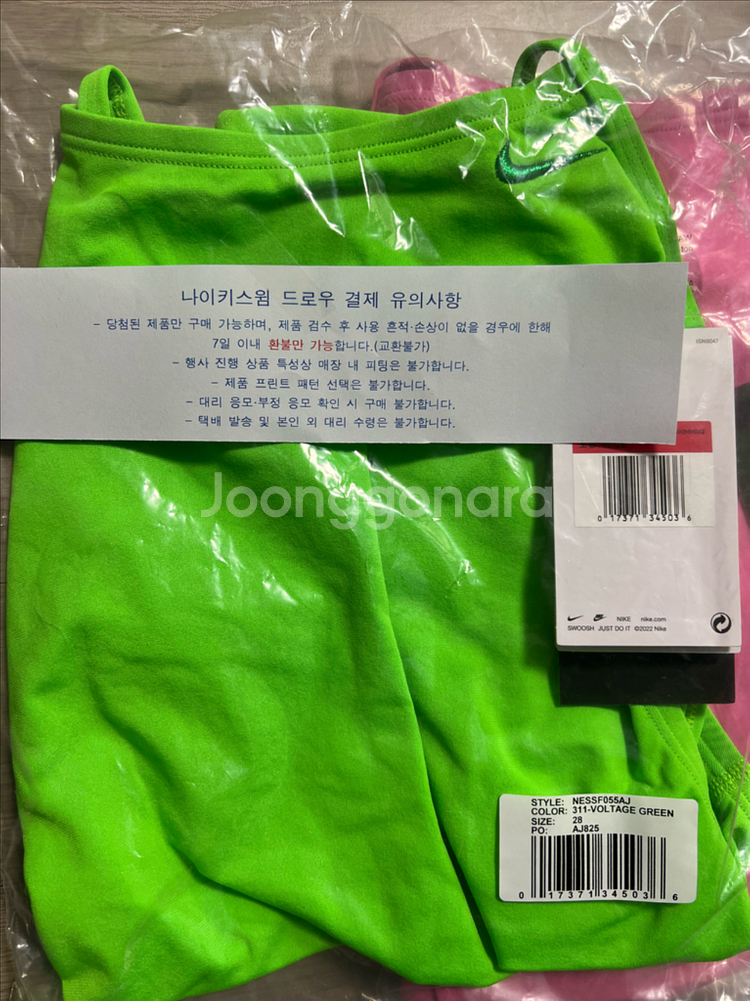 나이키스윔 드로우 결제 유의사항
- 당첨된 제품만 구매 가능하며, 제품 검수 후 사용 흔적·손상이 없을 경우에 한해
7일 이내 환불만 가능합니다.(교환불가)
- 행사 진행 상품 특성상 매장 내 피팅은 불가합니다.
- 제품 프린트 패턴 선택은 불가합니다.
- 대리 응모·부정 응모 확인 시 구매 불가합니다.
- 택배 발송 및 본인 외 대리 수령은 불가합니다.
Joonggonara
0 17371 34503 6
NIKE nike.com
SWOOSH JUST DO IT ©2022 Nike
STYLE: NESSF055AJ
COLOR: 311-VOLTAGE GREEN
SIZE: 28
PO: AJ825
0 17371 34503 6